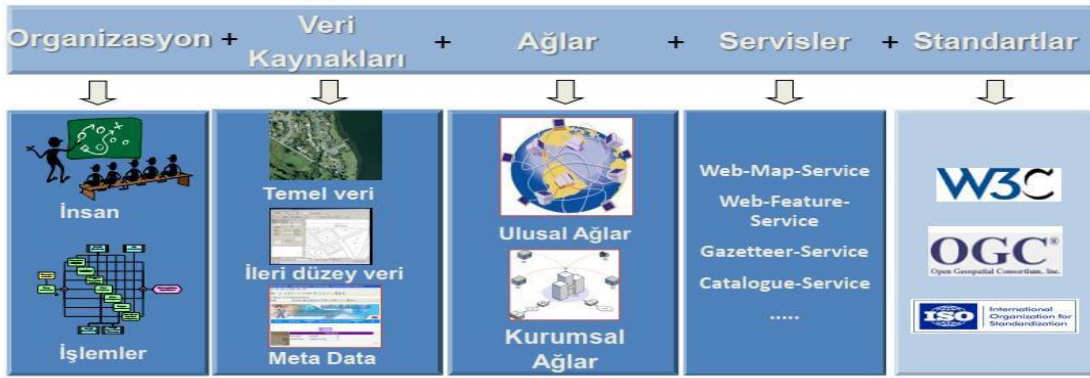 Organizasyon + Veri Kaynakları + Ağlar + Servisler + Standartlar
İnsan
İşlemler
Temel veri
İleri düzey veri
Meta Data
Ulusal Ağlar
Kurumsal
Ağlar
Web-Map-Service
Web-Feature-
Service
Gazetteer-Service
Catalogue-Service
.....
W3C
OGC®
Open Geospatial Consortium, Inc.
ISO
International
Organization for
Standardization